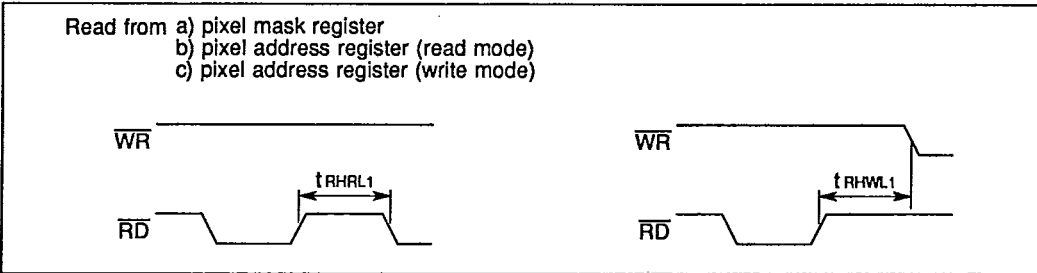 Read from a) pixel mask register
b) pixel address register (read mode)
c) pixel address register (write mode)
WR WR
tRHRL1 tRHWL1
RD RD